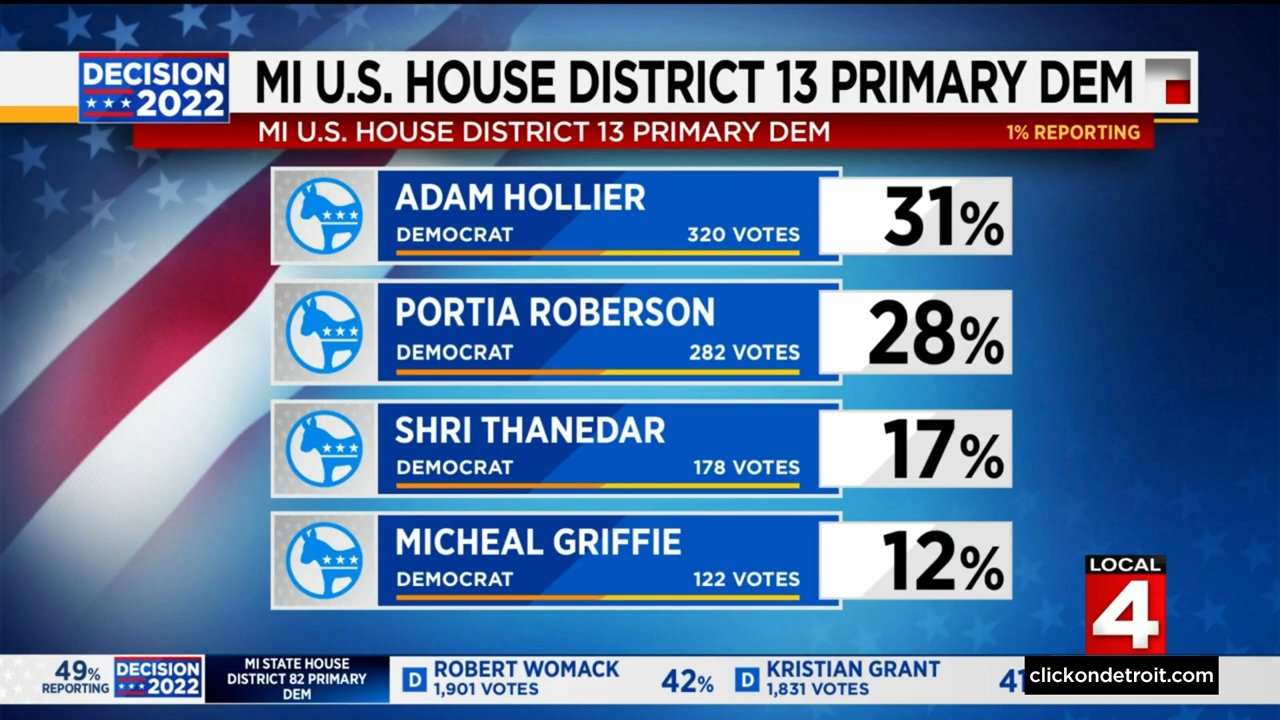 DECISION
2022
MI U.S. HOUSE DISTRICT 13 PRIMARY DEM
MI U.S. HOUSE DISTRICT 13 PRIMARY DEM 1% REPORTING
ADAM HOLLIER
DEMOCRAT 320 VOTES
31%
PORTIA ROBERSON
DEMOCRAT 282 VOTES
28%
SHRI THANEDAR
DEMOCRAT 178 VOTES
17%
MICHEAL GRIFFIE
DEMOCRAT 122 VOTES
12%
LOCAL
4
49%
REPORTING
DECISION
2022
MI STATE HOUSE
DISTRICT 82 PRIMARY
DEM
D ROBERT WOMACK
1,901 VOTES
42%
D KRISTIAN GRANT
1,831 VOTES
clickondetroit.com